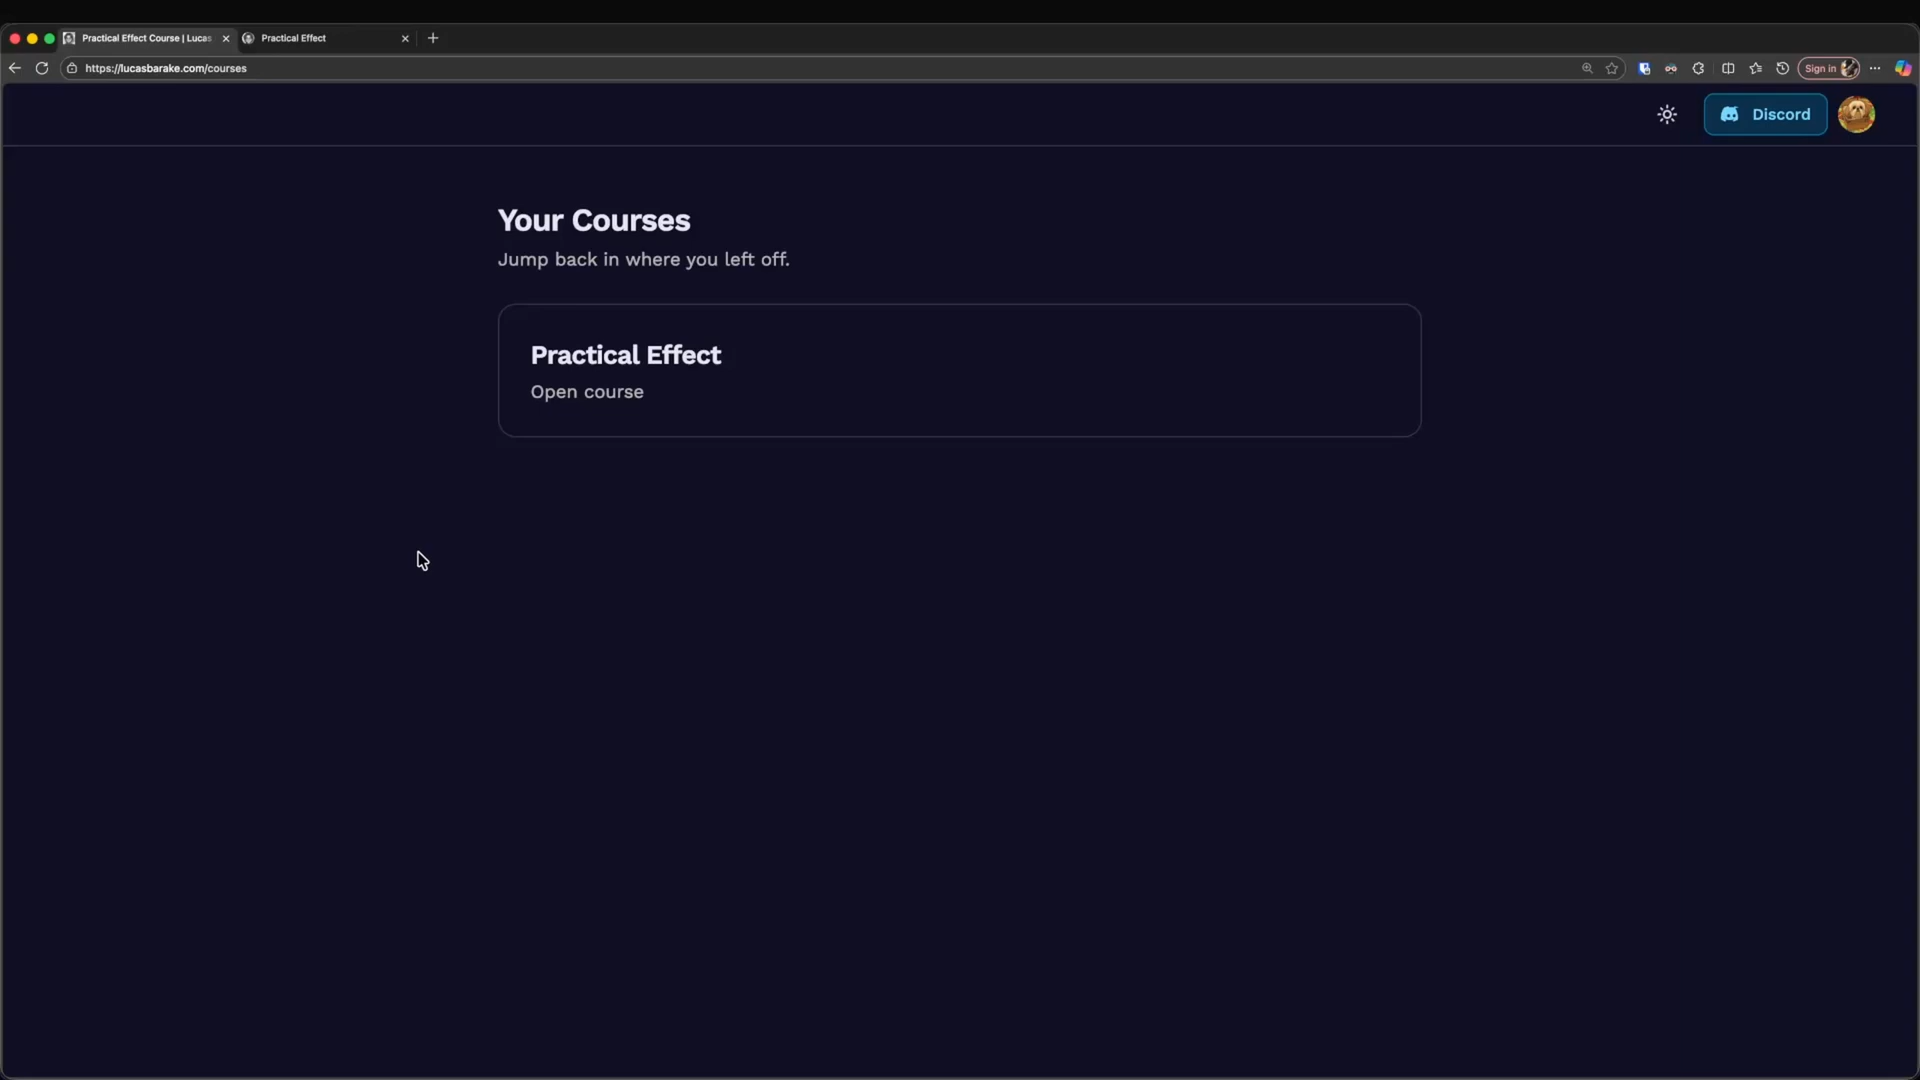 Practical Effect Course | Lucas
Practical Effect
https://lucasbarake.com/courses
Sign in
Discord
Your Courses
Jump back in where you left off.
Practical Effect
Open course